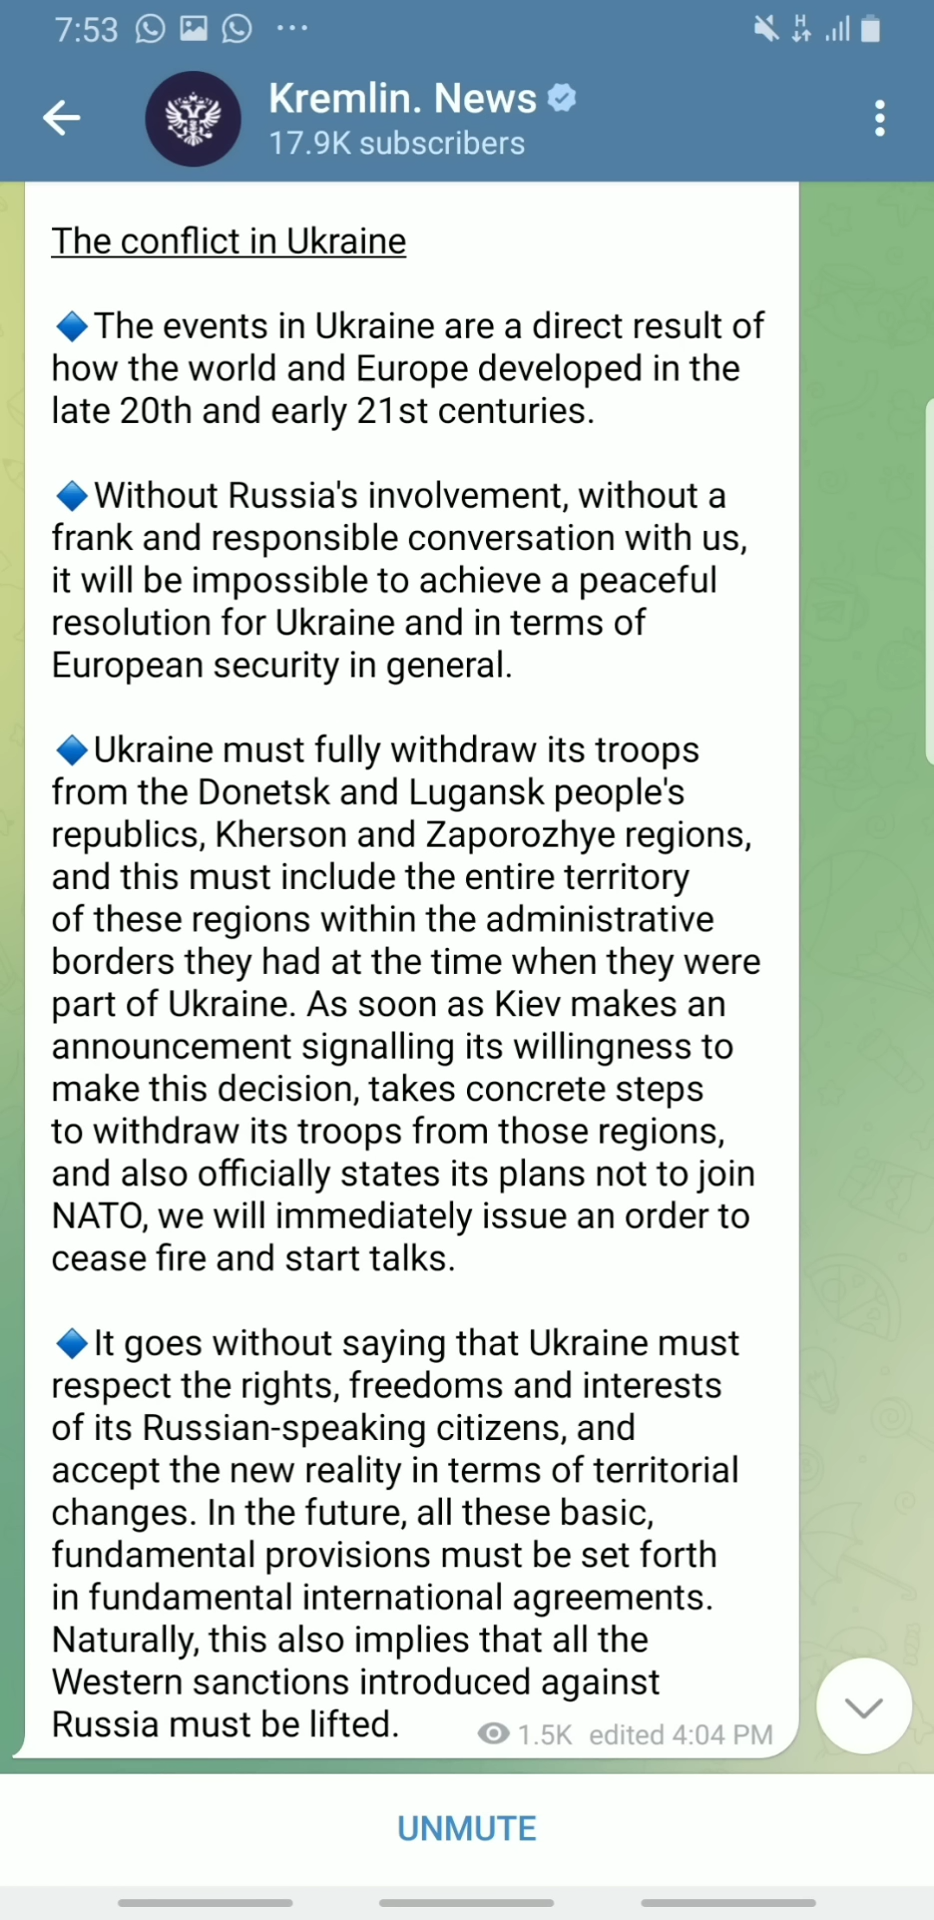 7:53
H
Kremlin. News
17.9K subscribers
The conflict in Ukraine
🔷The events in Ukraine are a direct result of
how the world and Europe developed in the
late 20th and early 21st centuries.
🔷Without Russia's involvement, without a
frank and responsible conversation with us,
it will be impossible to achieve a peaceful
resolution for Ukraine and in terms of
European security in general.
🔷Ukraine must fully withdraw its troops
from the Donetsk and Lugansk people's
republics, Kherson and Zaporozhye regions,
and this must include the entire territory
of these regions within the administrative
borders they had at the time when they were
part of Ukraine. As soon as Kiev makes an
announcement signalling its willingness to
make this decision, takes concrete steps
to withdraw its troops from those regions,
and also officially states its plans not to join
NATO, we will immediately issue an order to
cease fire and start talks.
🔷It goes without saying that Ukraine must
respect the rights, freedoms and interests
of its Russian-speaking citizens, and
accept the new reality in terms of territorial
changes. In the future, all these basic,
fundamental provisions must be set forth
in fundamental international agreements.
Naturally, this also implies that all the
Western sanctions introduced against
Russia must be lifted.
1.5K edited 4:04 PM
UNMUTE